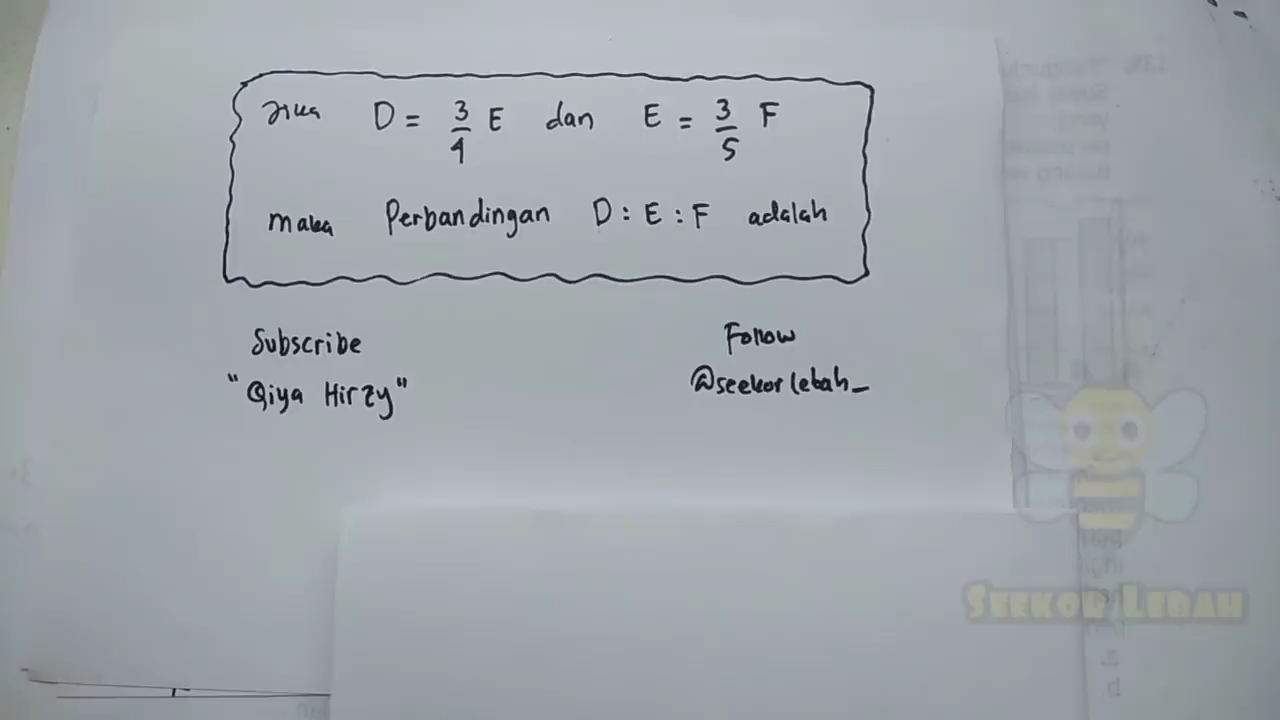 Jika D = 3/4 E dan E = 3/5 F
maka Perbandingan D : E : F adalah
Subscribe
"Qiya Hirzy"
Follow
@seekorlebah_
SEEKOR LEBAH